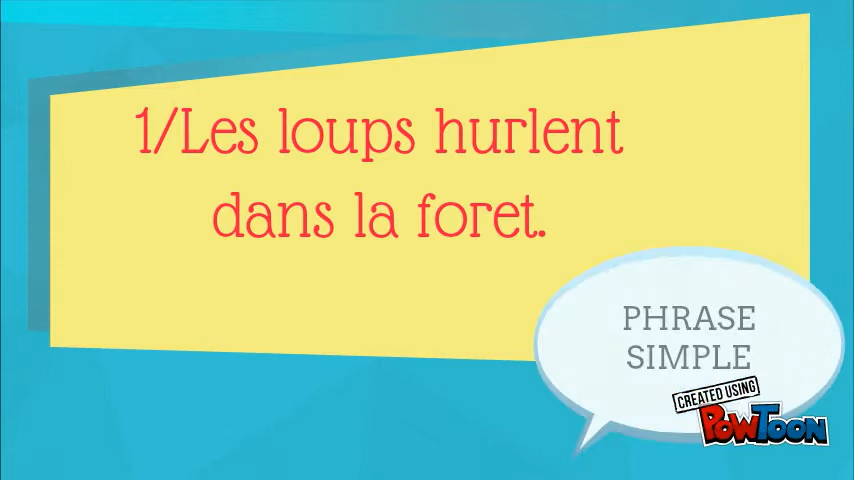 1/Les loups hurlent
dans la foret.
PHRASE
SIMPLE
CREATED USING
POWTOON